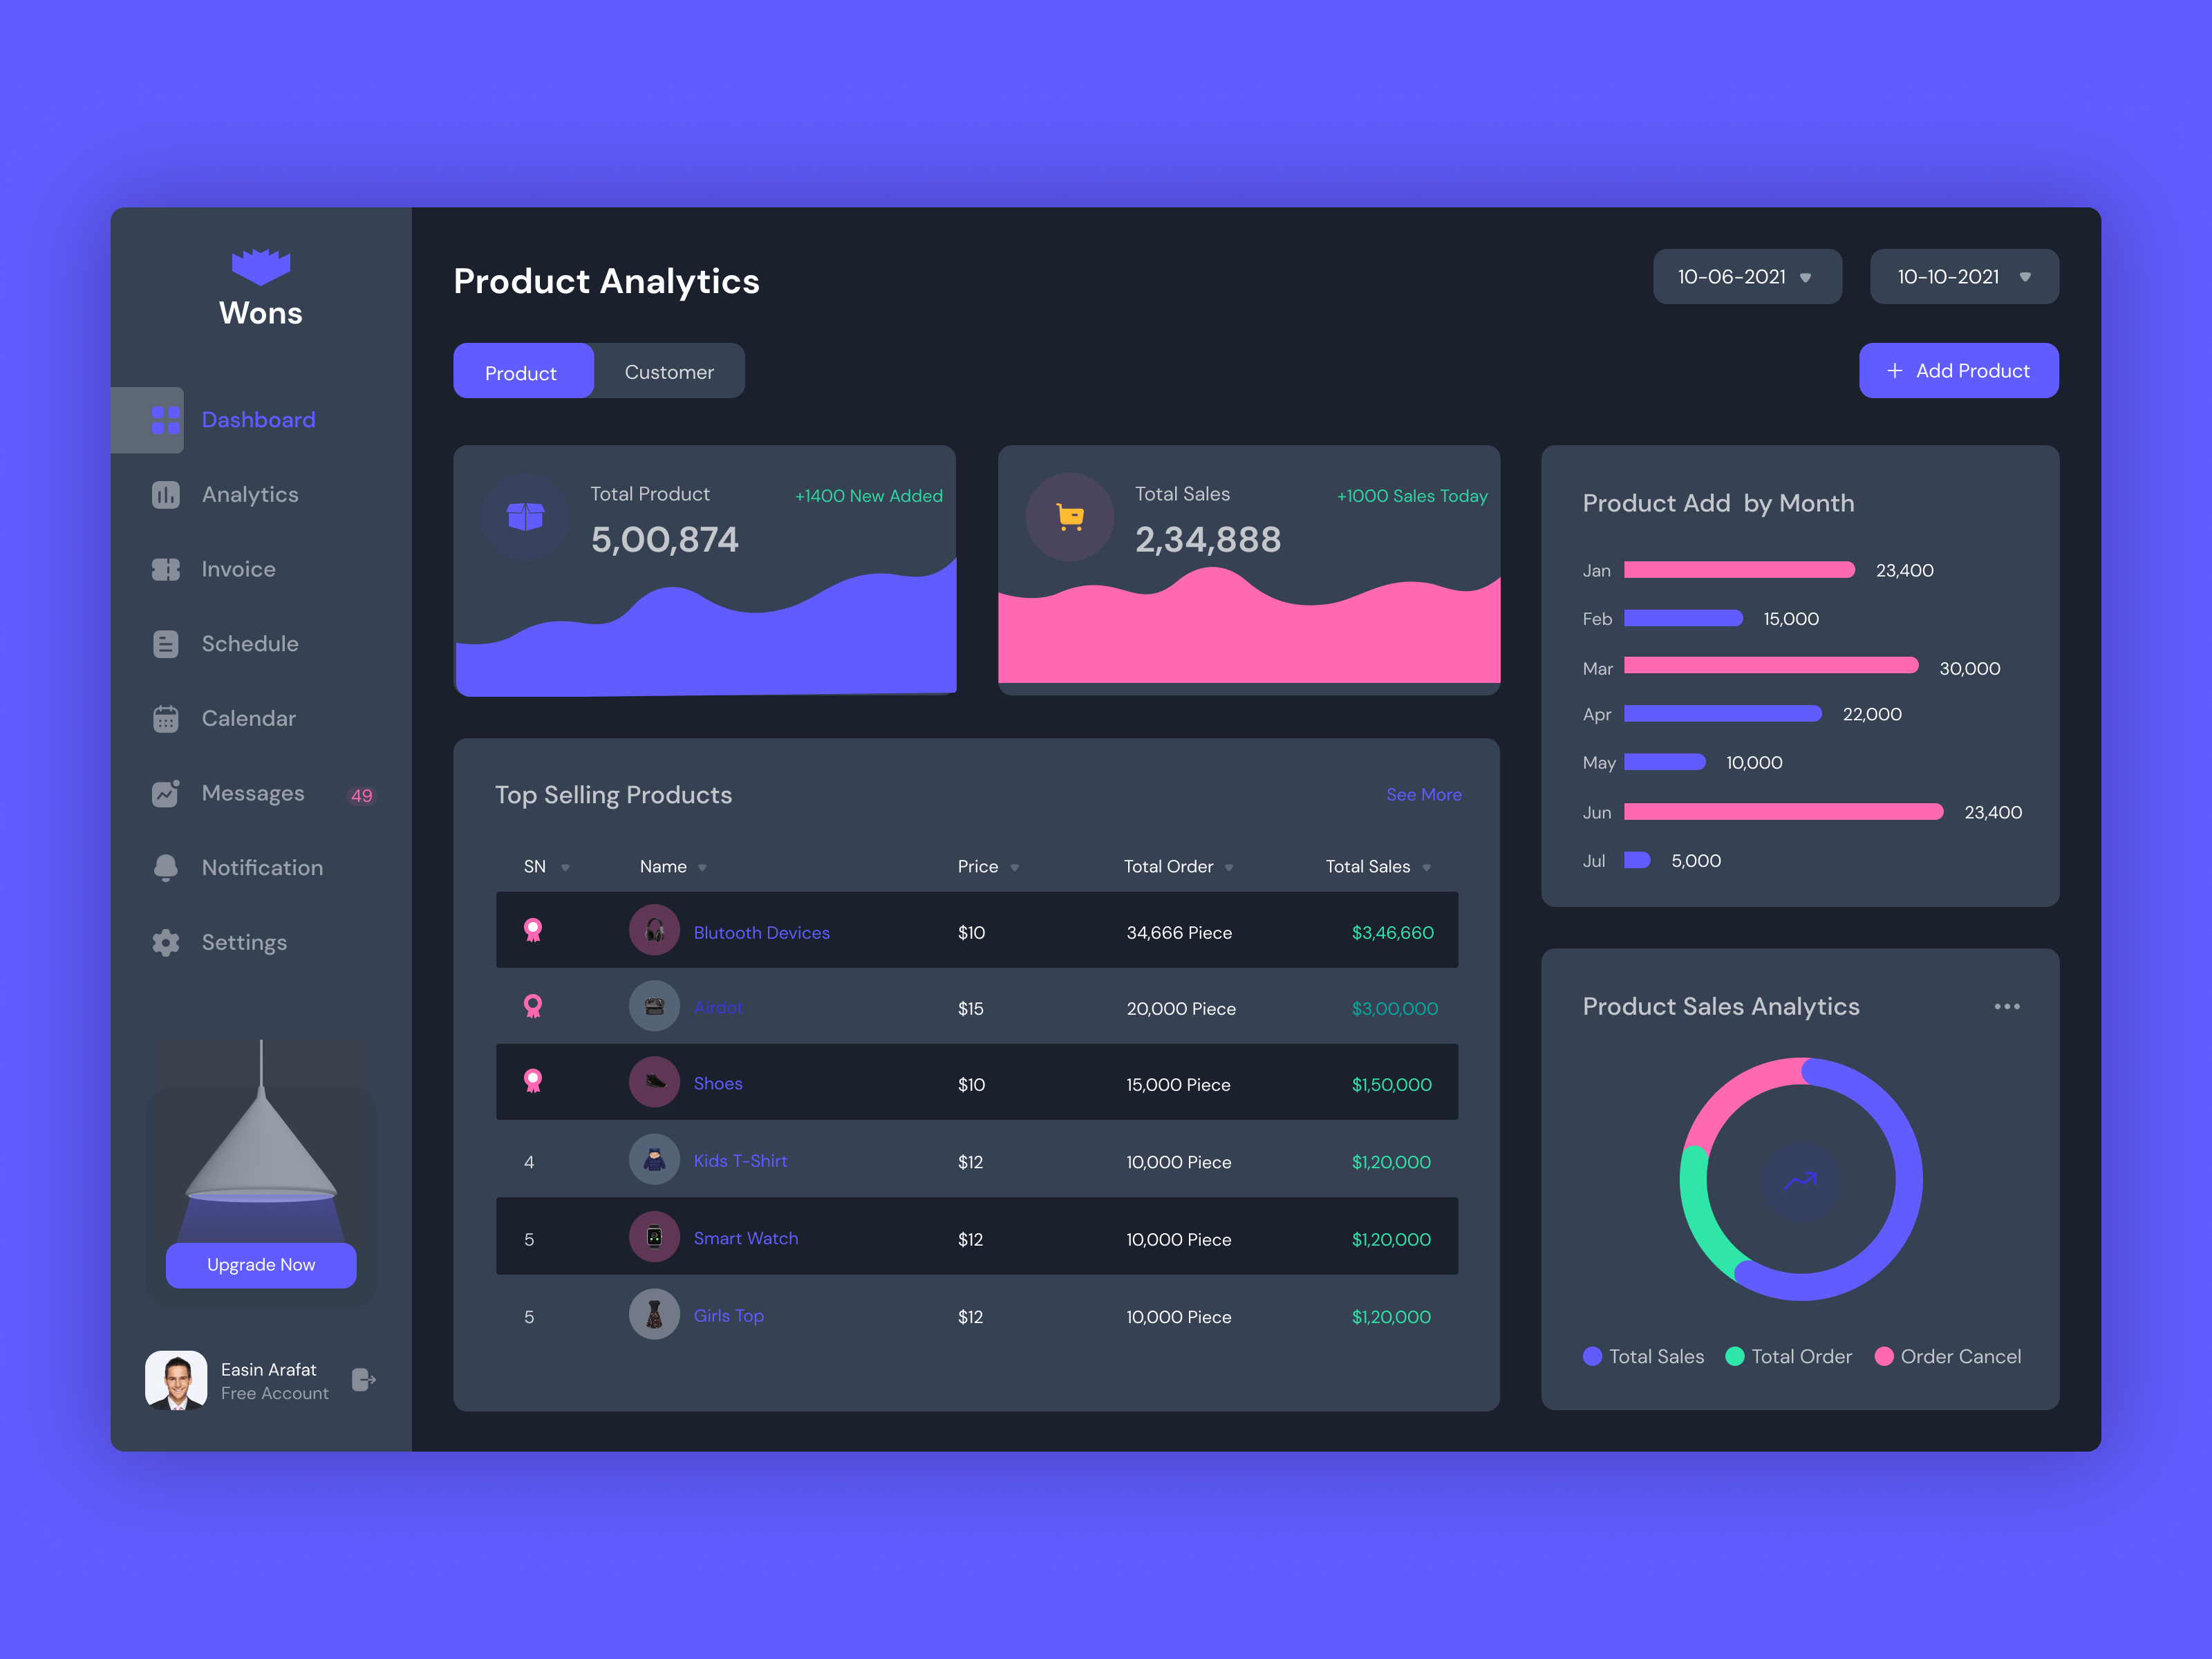 Wons
Dashboard
Analytics
Invoice
Schedule
Calendar
Messages 49
Notification
Settings
Upgrade Now
Easin Arafat
Free Account
Product Analytics
10-06-2021
10-10-2021
Product
Customer
+ Add Product
Total Product
+1400 New Added
5,00,874
Total Sales
+1000 Sales Today
2,34,888
Top Selling Products
See More
SN Name Price Total Order Total Sales
Blutooth Devices $10 34,666 Piece $3,46,660
Airdot $15 20,000 Piece $3,00,000
Shoes $10 15,000 Piece $1,50,000
4 Kids T-Shirt $12 10,000 Piece $1,20,000
5 Smart Watch $12 10,000 Piece $1,20,000
5 Girls Top $12 10,000 Piece $1,20,000
Product Add by Month
Jan 23,400
Feb 15,000
Mar 30,000
Apr 22,000
May 10,000
Jun 23,400
Jul 5,000
Product Sales Analytics
Total Sales
Total Order
Order Cancel